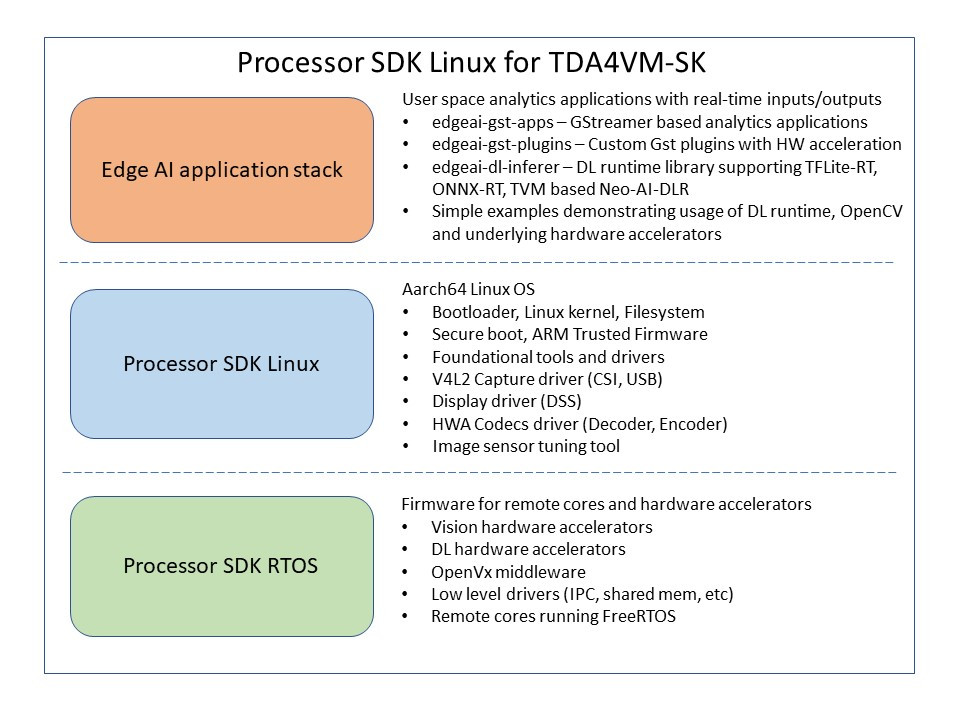 Processor SDK Linux for TDA4VM-SK
Edge AI application stack
User space analytics applications with real-time inputs/outputs
• edgeai-gst-apps – GStreamer based analytics applications
• edgeai-gst-plugins – Custom Gst plugins with HW acceleration
• edgeai-dl-inferer – DL runtime library supporting TFLite-RT,
ONNX-RT, TVM based Neo-AI-DLR
• Simple examples demonstrating usage of DL runtime, OpenCV
and underlying hardware accelerators
Processor SDK Linux
Aarch64 Linux OS
• Bootloader, Linux kernel, Filesystem
• Secure boot, ARM Trusted Firmware
• Foundational tools and drivers
• V4L2 Capture driver (CSI, USB)
• Display driver (DSS)
• HWA Codecs driver (Decoder, Encoder)
• Image sensor tuning tool
Processor SDK RTOS
Firmware for remote cores and hardware accelerators
• Vision hardware accelerators
• DL hardware accelerators
• OpenVx middleware
• Low level drivers (IPC, shared mem, etc)
• Remote cores running FreeRTOS